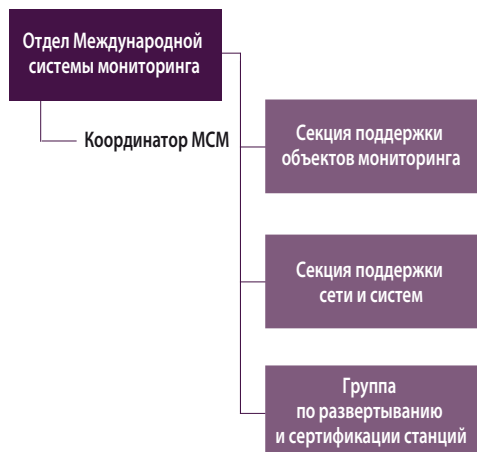 Отдел Международной
системы мониторинга
Координатор МСМ
Секция поддержки
объектов мониторинга
Секция поддержки
сети и систем
Группа
по развертыванию
и сертификации станций